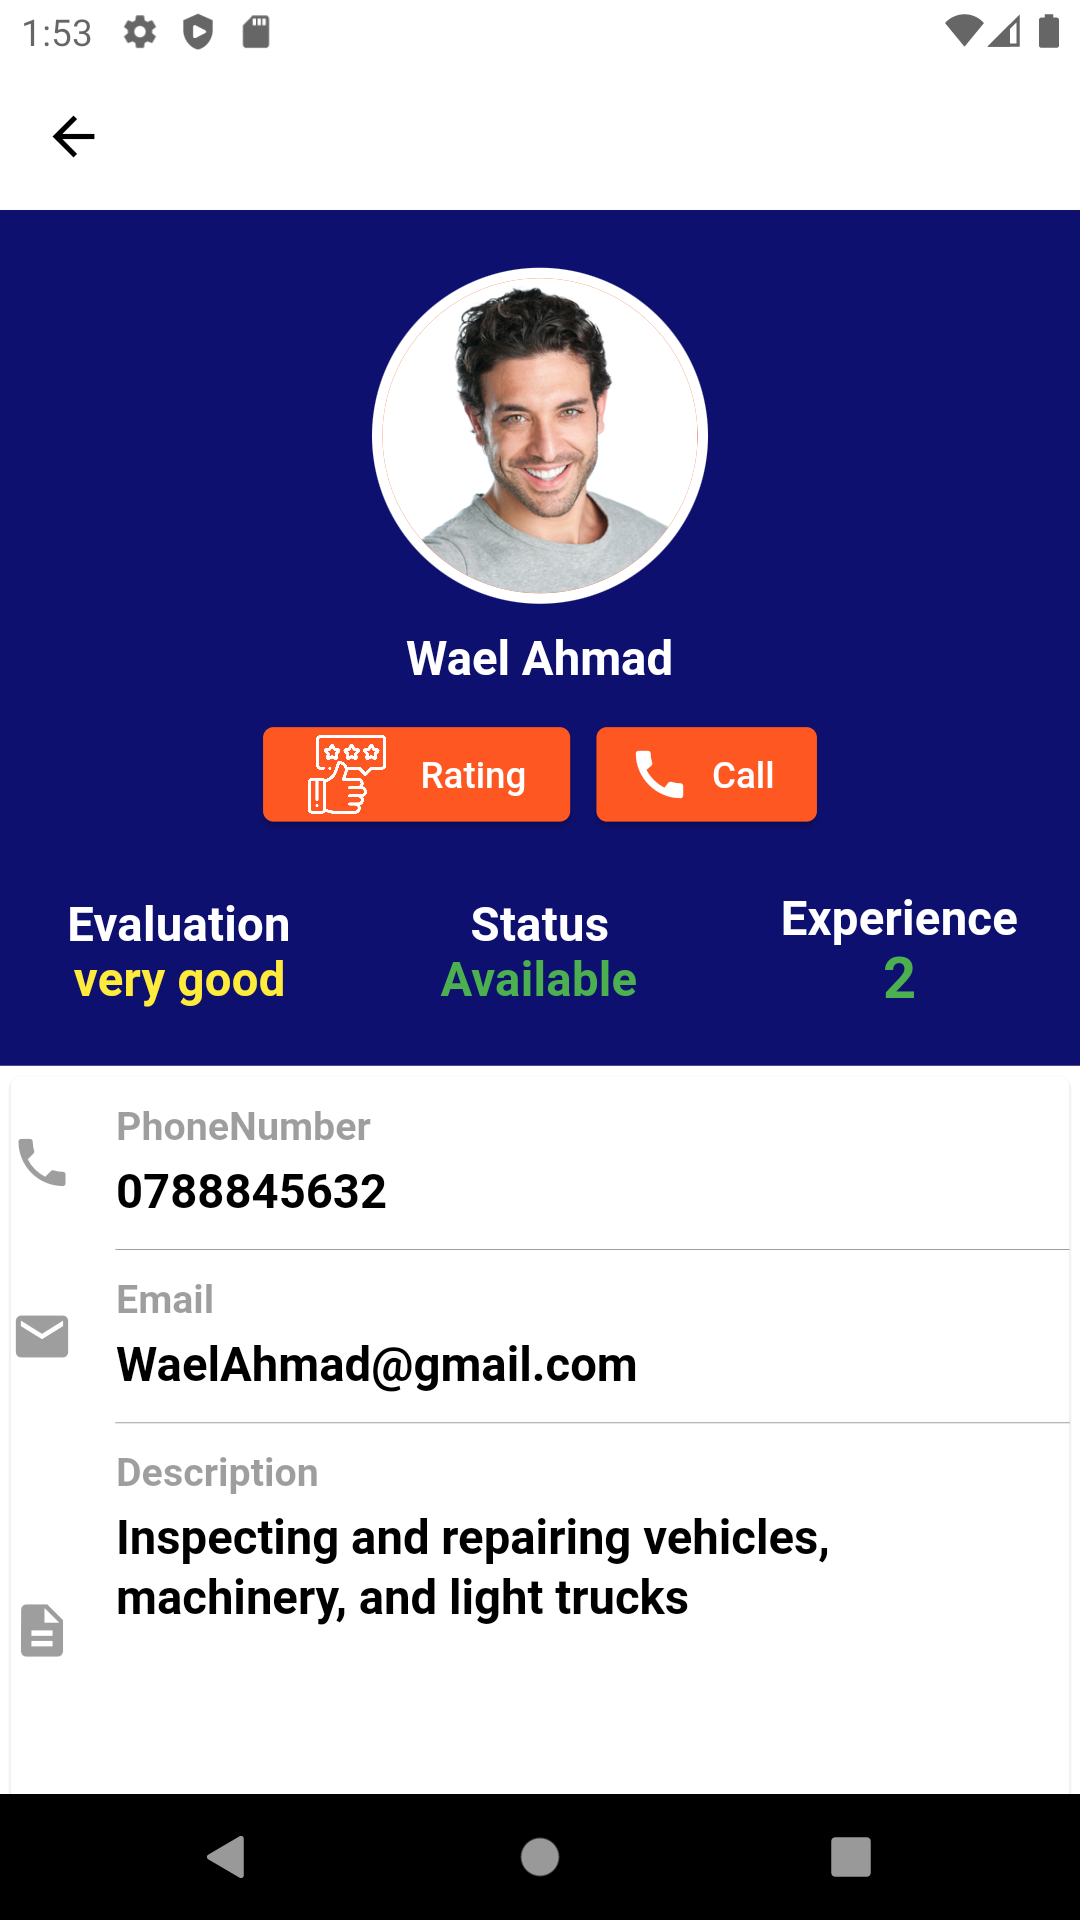 1:53
Wael Ahmad
Rating
Call
Evaluation
very good
Status
Available
Experience
2
PhoneNumber
0788845632
Email
WaelAhmad@gmail.com
Description
Inspecting and repairing vehicles,
machinery, and light trucks